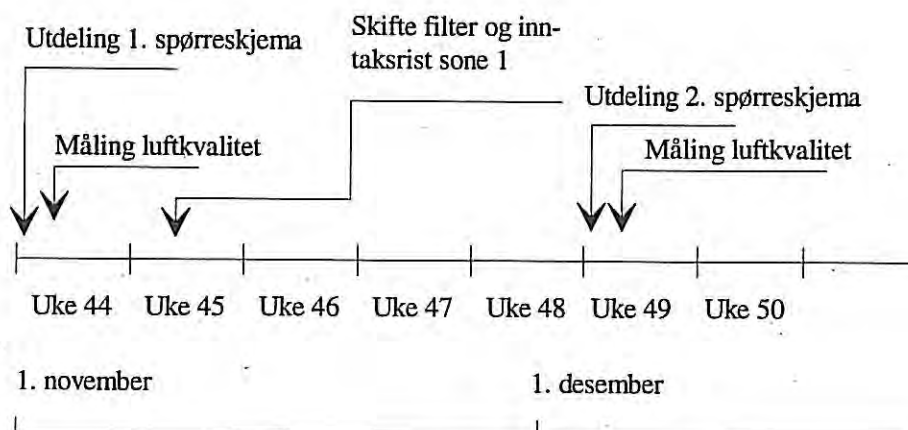 Utdeling 1. spørreskjema
Skifte filter og inn-
taksrist sone 1
Måling luftkvalitet
Utdeling 2. spørreskjema
Måling luftkvalitet
Uke 44 Uke 45 Uke 46 Uke 47 Uke 48 Uke 49 Uke 50
1. november 1. desember